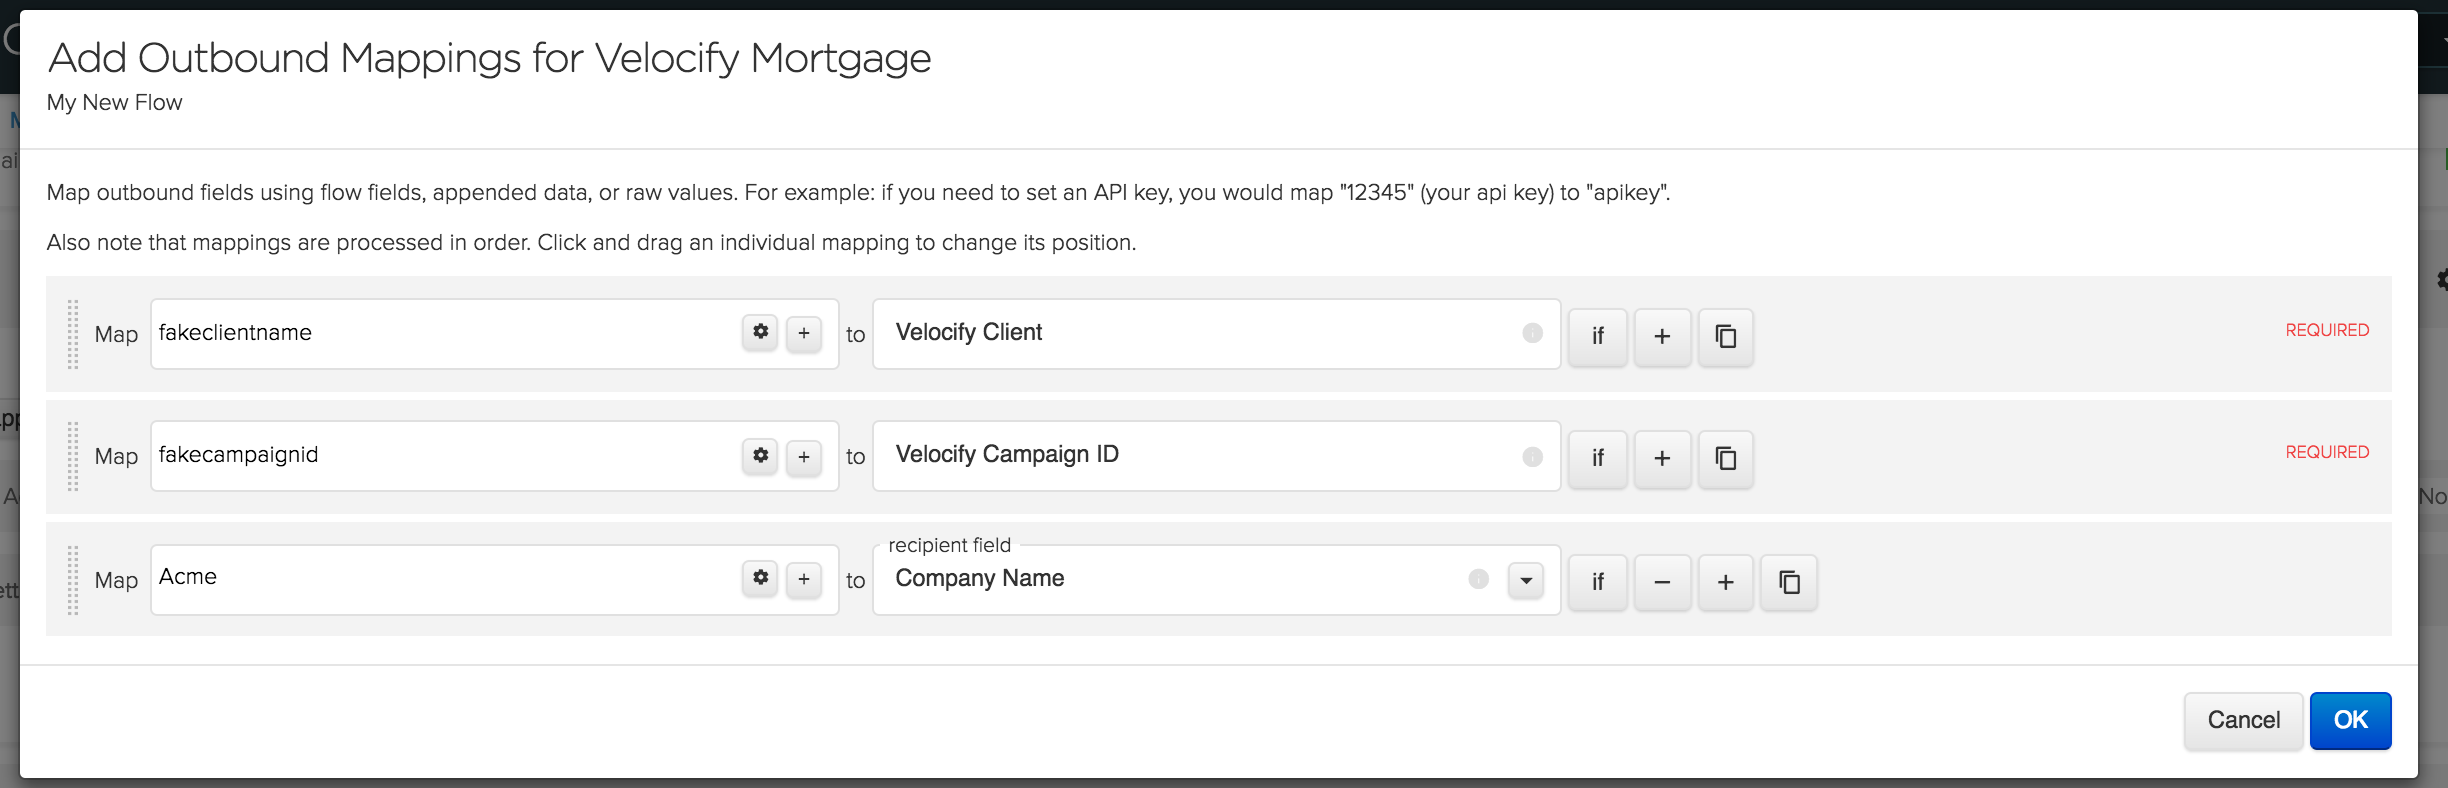 Add Outbound Mappings for Velocify Mortgage
My New Flow
Map outbound fields using flow fields, appended data, or raw values. For example: if you need to set an API key, you would map "12345" (your api key) to "apikey".
Also note that mappings are processed in order. Click and drag an individual mapping to change its position.
Map fakeclientname + to Velocify Client if + REQUIRED
Map fakecampaignid + to Velocify Campaign ID if + REQUIRED
recipient field
Map Acme + to Company Name if − +
Cancel OK
No